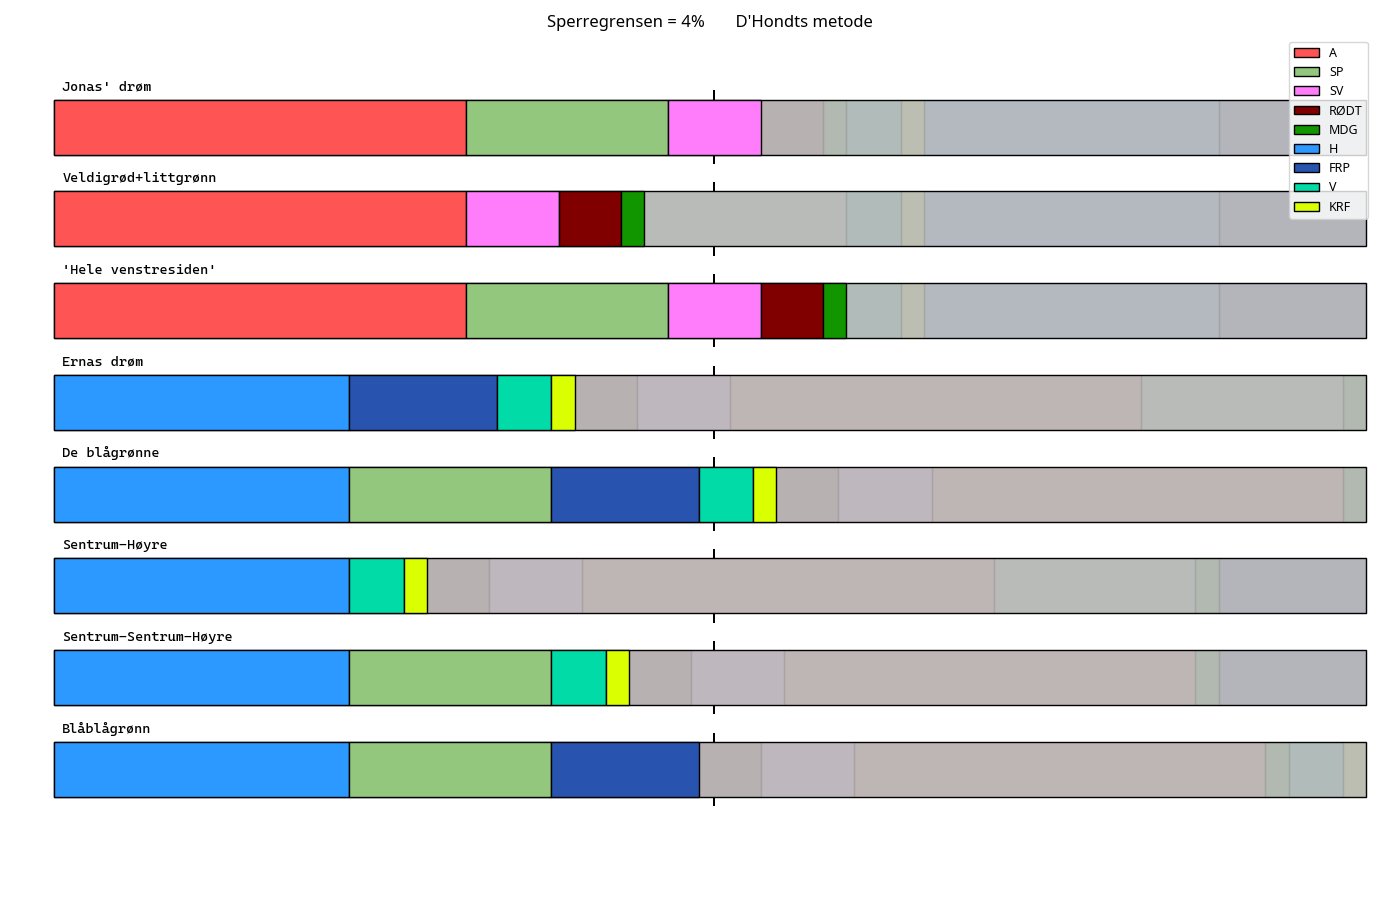 Sperregrensen = 4% D'Hondts metode
A
SP
SV
RØDT
MDG
H
FRP
V
KRF
Jonas' drøm
Veldigrød+littgrønn
'Hele venstresiden'
Ernas drøm
De blågrønne
Sentrum-Høyre
Sentrum-Sentrum-Høyre
Blåblågrønn